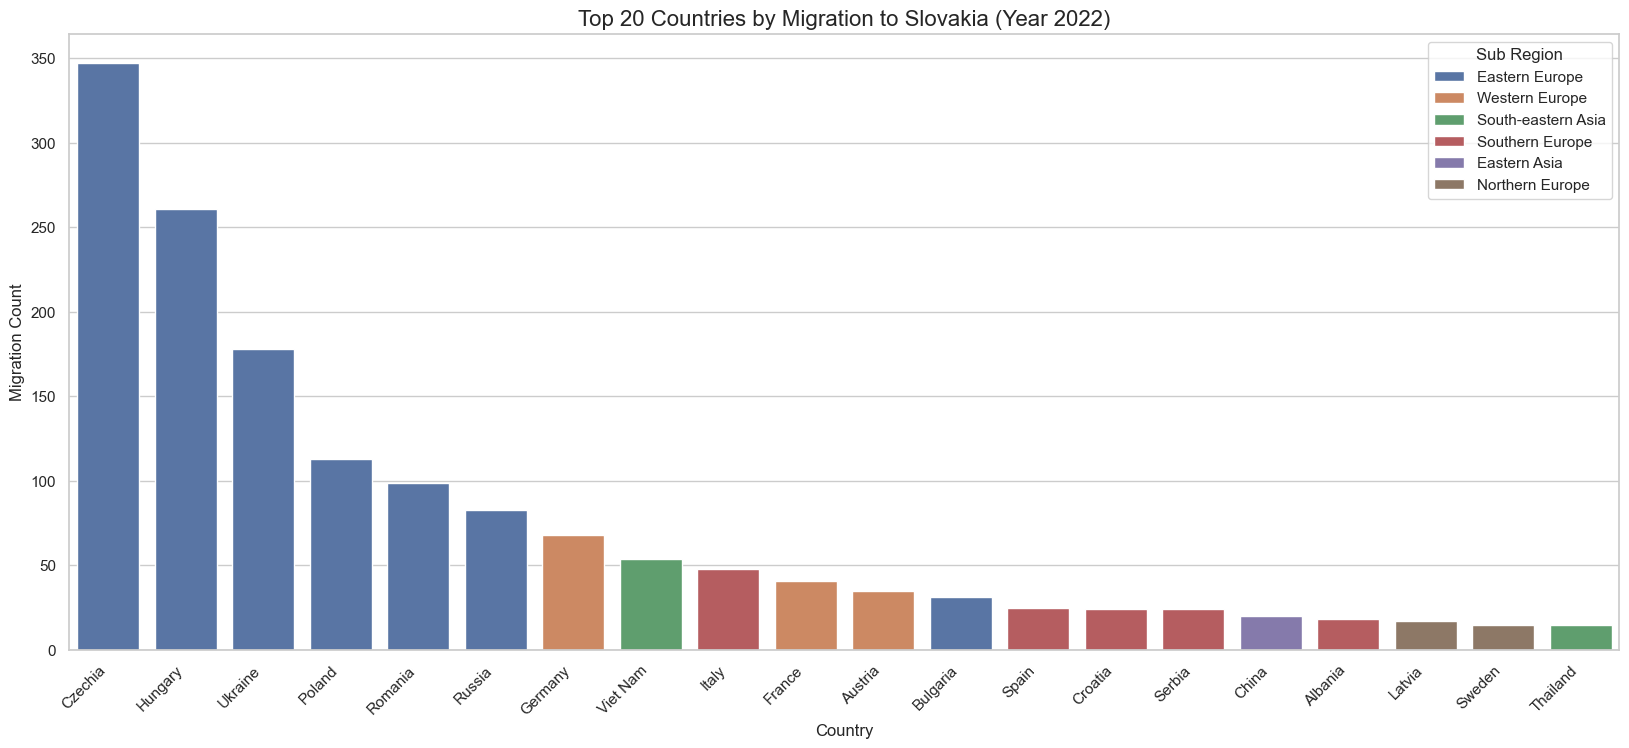 Top 20 Countries by Migration to Slovakia (Year 2022)
Sub Region
Eastern Europe
Western Europe
South-eastern Asia
Southern Europe
Eastern Asia
Northern Europe
Migration Count
350
300
250
200
150
100
50
0
Czechia
Hungary
Ukraine
Poland
Romania
Russia
Germany
Viet Nam
Italy
France
Austria
Bulgaria
Spain
Croatia
Serbia
China
Albania
Latvia
Sweden
Thailand
Country